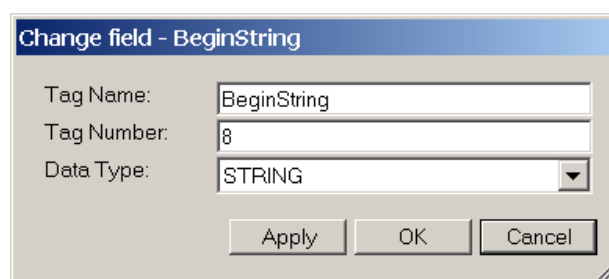 Change field - BeginString
Tag Name: BeginString
Tag Number: 8
Data Type: STRING
Apply OK Cancel